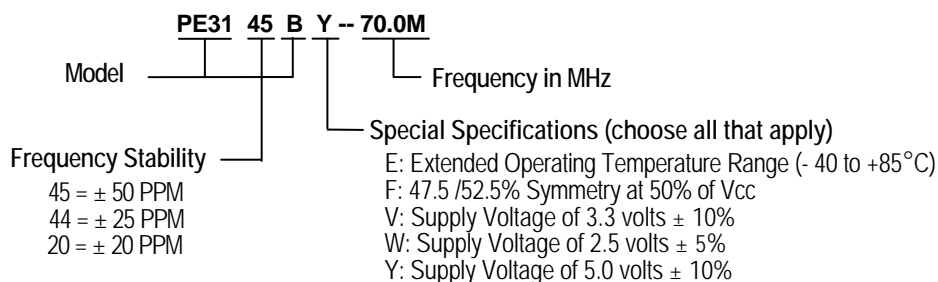 PE31 45 B Y -- 70.0M
Model
Frequency in MHz
Special Specifications (choose all that apply)
E: Extended Operating Temperature Range (- 40 to +85°C)
F: 47.5 /52.5% Symmetry at 50% of Vcc
V: Supply Voltage of 3.3 volts ± 10%
W: Supply Voltage of 2.5 volts ± 5%
Y: Supply Voltage of 5.0 volts ± 10%
Frequency Stability
45 = ± 50 PPM
44 = ± 25 PPM
20 = ± 20 PPM